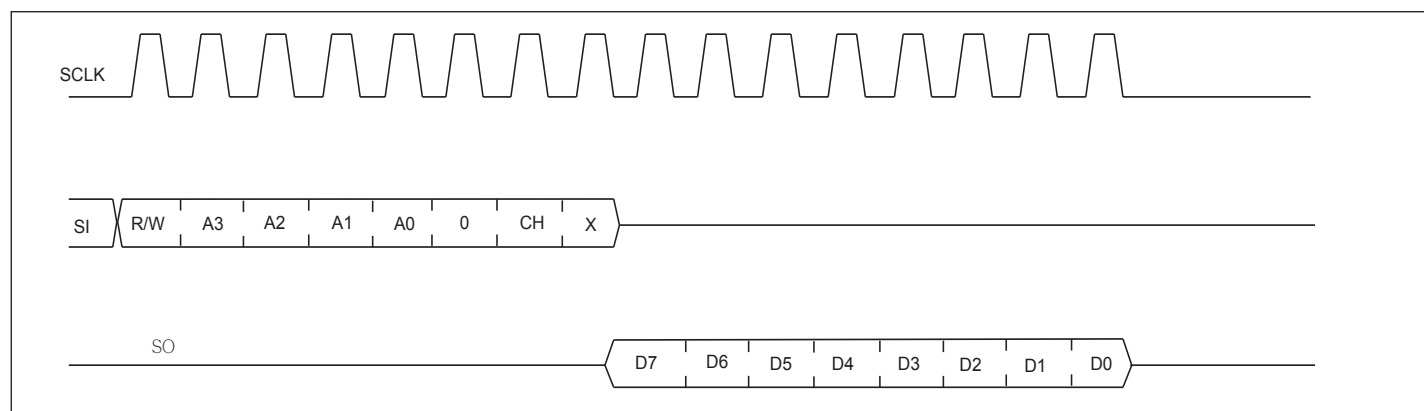 SCLK
SI R/W A3 A2 A1 A0 0 CH X
SO
D7 D6 D5 D4 D3 D2 D1 D0